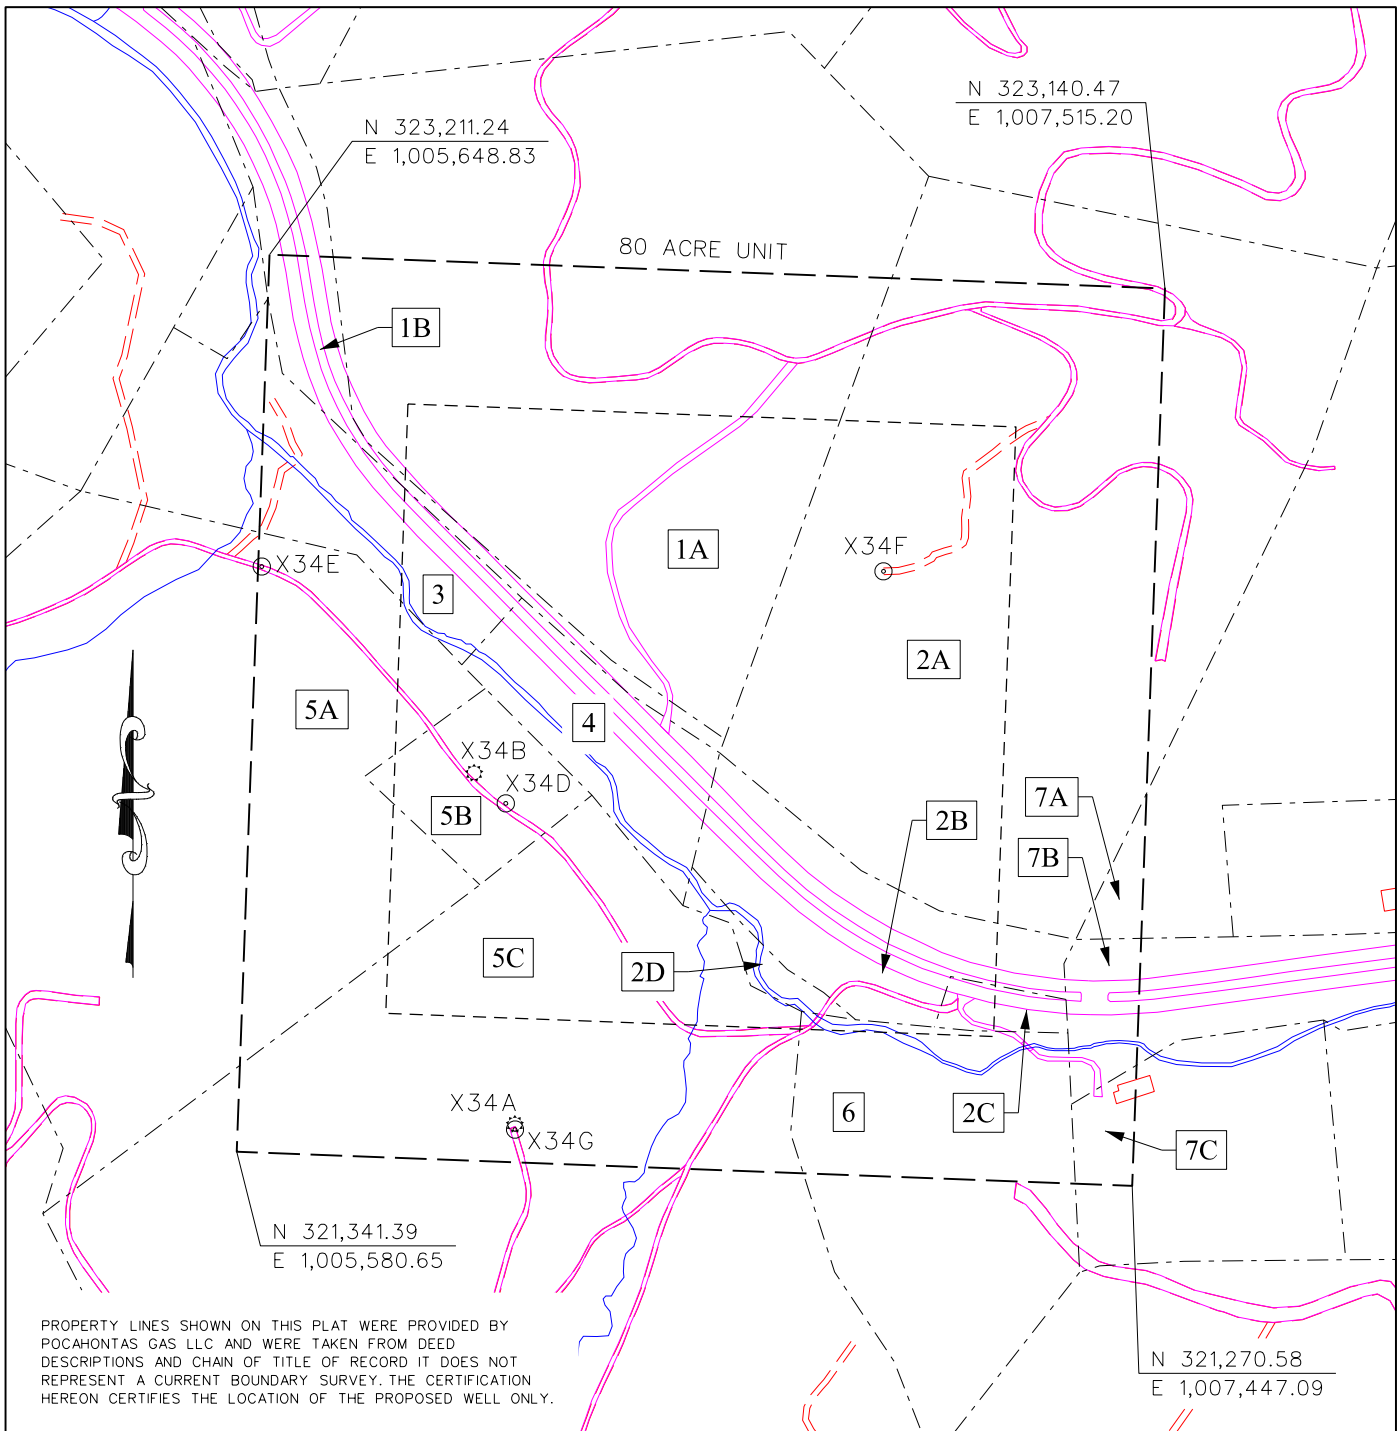 N 323,140.47
E 1,007,515.20
N 323,211.24
E 1,005,648.83
80 ACRE UNIT
1B
1A
X34F
X34E
3
2A
5A
4
X34B
X34D
7A
5B
2B
7B
5C
2D
X34A
6
2C
X34G
7C
N 321,341.39
E 1,005,580.65
PROPERTY LINES SHOWN ON THIS PLAT WERE PROVIDED BY
POCAHONTAS GAS LLC AND WERE TAKEN FROM DEED
DESCRIPTIONS AND CHAIN OF TITLE OF RECORD IT DOES NOT
REPRESENT A CURRENT BOUNDARY SURVEY. THE CERTIFICATION
HEREON CERTIFIES THE LOCATION OF THE PROPOSED WELL ONLY.
N 321,270.58
E 1,007,447.09